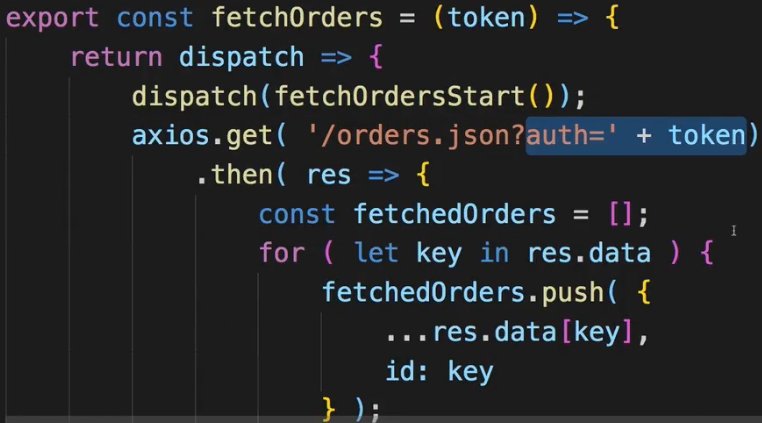 export const fetchOrders = (token) => {
return dispatch => {
dispatch(fetchOrdersStart());
axios.get( '/orders.json?auth=' + token)
.then( res => {
const fetchedOrders = [];
for ( let key in res.data ) {
fetchedOrders.push( {
...res.data[key],
id: key
} );